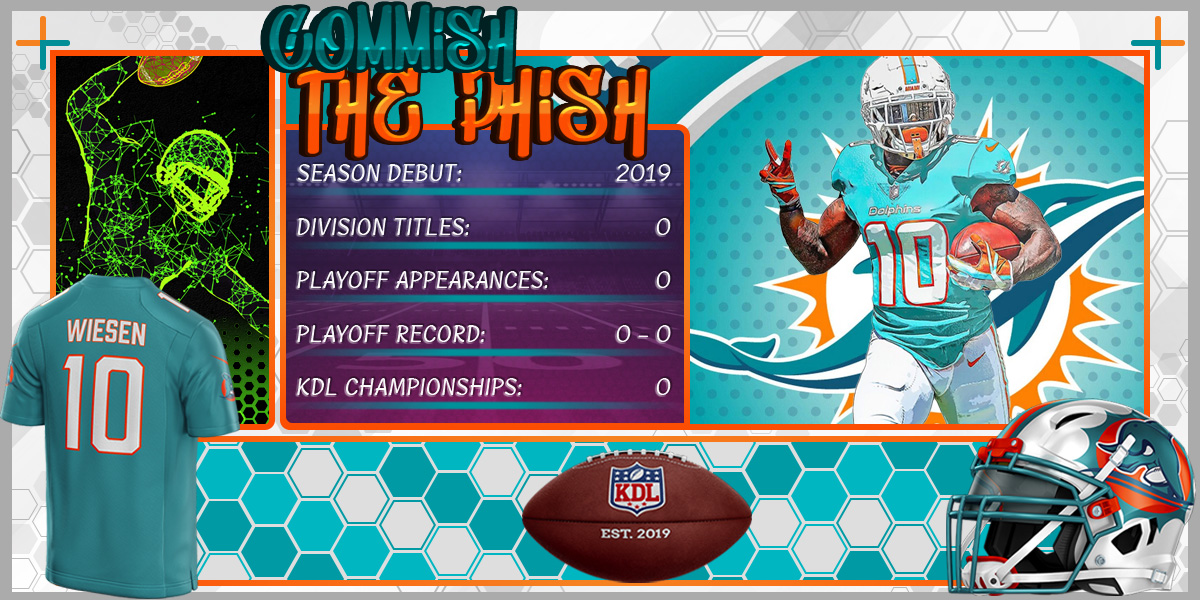 COMMISH
THE PHISH
SEASON DEBUT: 2019
DIVISION TITLES: 0
PLAYOFF APPEARANCES: 0
PLAYOFF RECORD: 0 – 0
KDL CHAMPIONSHIPS: 0
Dolphins
10
WIESEN
10
KDL
EST. 2019